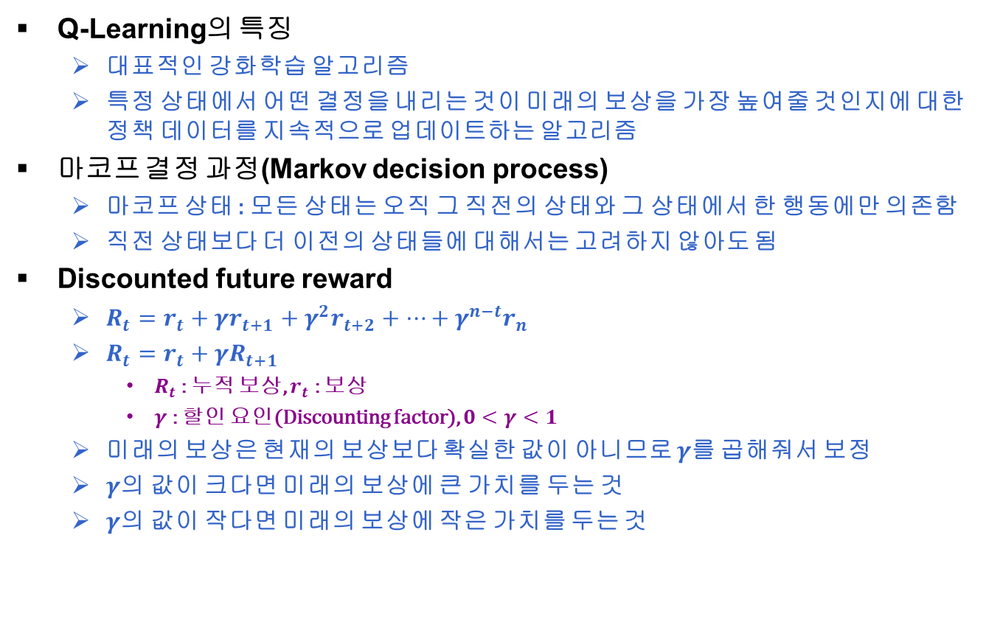 ▪ Q-Learning의 특징
➢ 대표적인 강화학습 알고리즘
➢ 특정 상태에서 어떤 결정을 내리는 것이 미래의 보상을 가장 높여줄 것인지에 대한
정책 데이터를 지속적으로 업데이트하는 알고리즘
▪ 마코프 결정 과정(Markov decision process)
➢ 마코프 상태 : 모든 상태는 오직 그 직전의 상태와 그 상태에서 한 행동에만 의존함
➢ 직전 상태보다 더 이전의 상태들에 대해서는 고려하지 않아도 됨
▪ Discounted future reward
➢ $R_t = r_t + \gamma r_{t+1} + \gamma^2 r_{t+2} + \cdots + \gamma^{n-t} r_n$
➢ $R_t = r_t + \gamma R_{t+1}$
• $R_t$ : 누적 보상, $r_t$ : 보상
• $\gamma$ : 할인 요인(Discounting factor), $0 < \gamma < 1$
➢ 미래의 보상은 현재의 보상보다 확실한 값이 아니므로 $\gamma$를 곱해줘서 보정
➢ $\gamma$의 값이 크다면 미래의 보상에 큰 가치를 두는 것
➢ $\gamma$의 값이 작다면 미래의 보상에 작은 가치를 두는 것